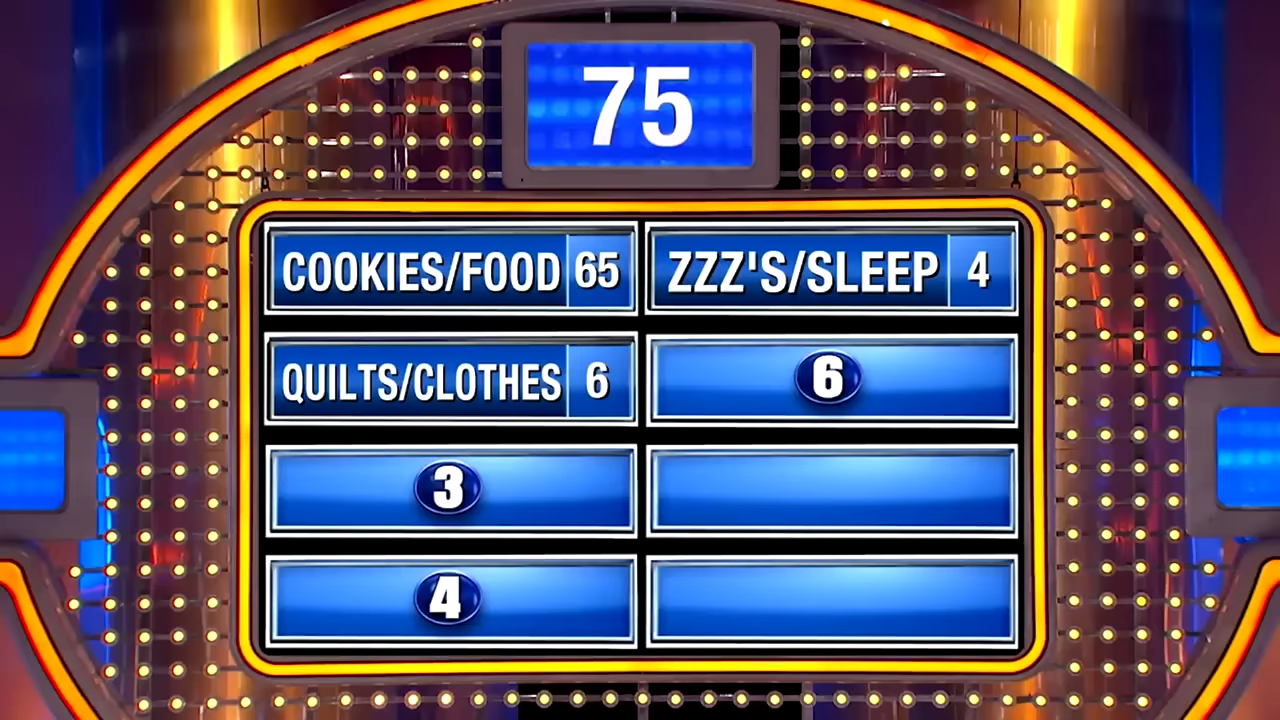 75
COOKIES/FOOD 65
QUILTS/CLOTHES 6
3
4
ZZZ'S/SLEEP 4
6